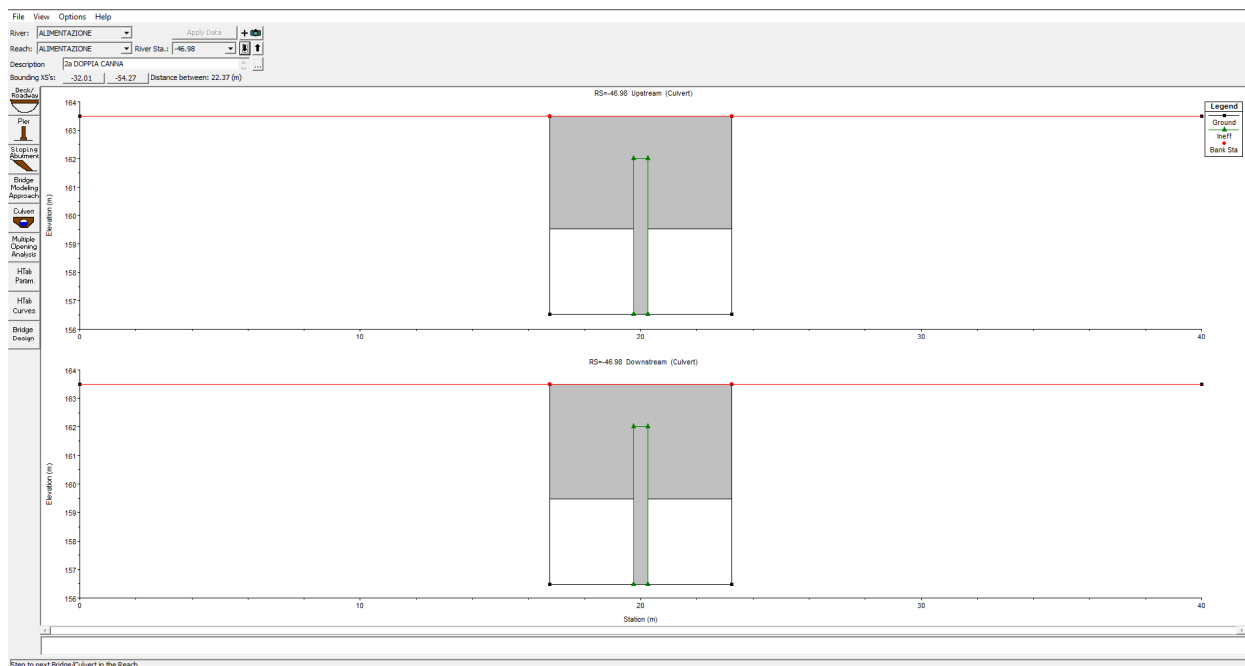 File View Options Help
River: ALIMENTAZIONE Apply Data +
Reach: ALIMENTAZIONE River Sta.: -46.98
Description 2a DOPPIA CANNA ...
Bounding XS's: -32.01 -54.27 Distance between: 22.37 (m)
Deck/
Roadway
Pier
Sloping
Abutment
Bridge
Modeling
Approach
Culvert
Multiple
Opening
Analysis
HTab
Param.
HTab
Curves
Bridge
Design
RS=-46.98 Upstream (Culvert)
Elevation (m)
164
163
162
161
160
159
158
157
156
0 10 20 30 40
Legend
Ground
Ineff
Bank Sta
RS=-46.98 Downstream (Culvert)
Elevation (m)
164
163
162
161
160
159
158
157
156
0 10 20 30 40
Station (m)
Step to next Bridge/Culvert in the Reach